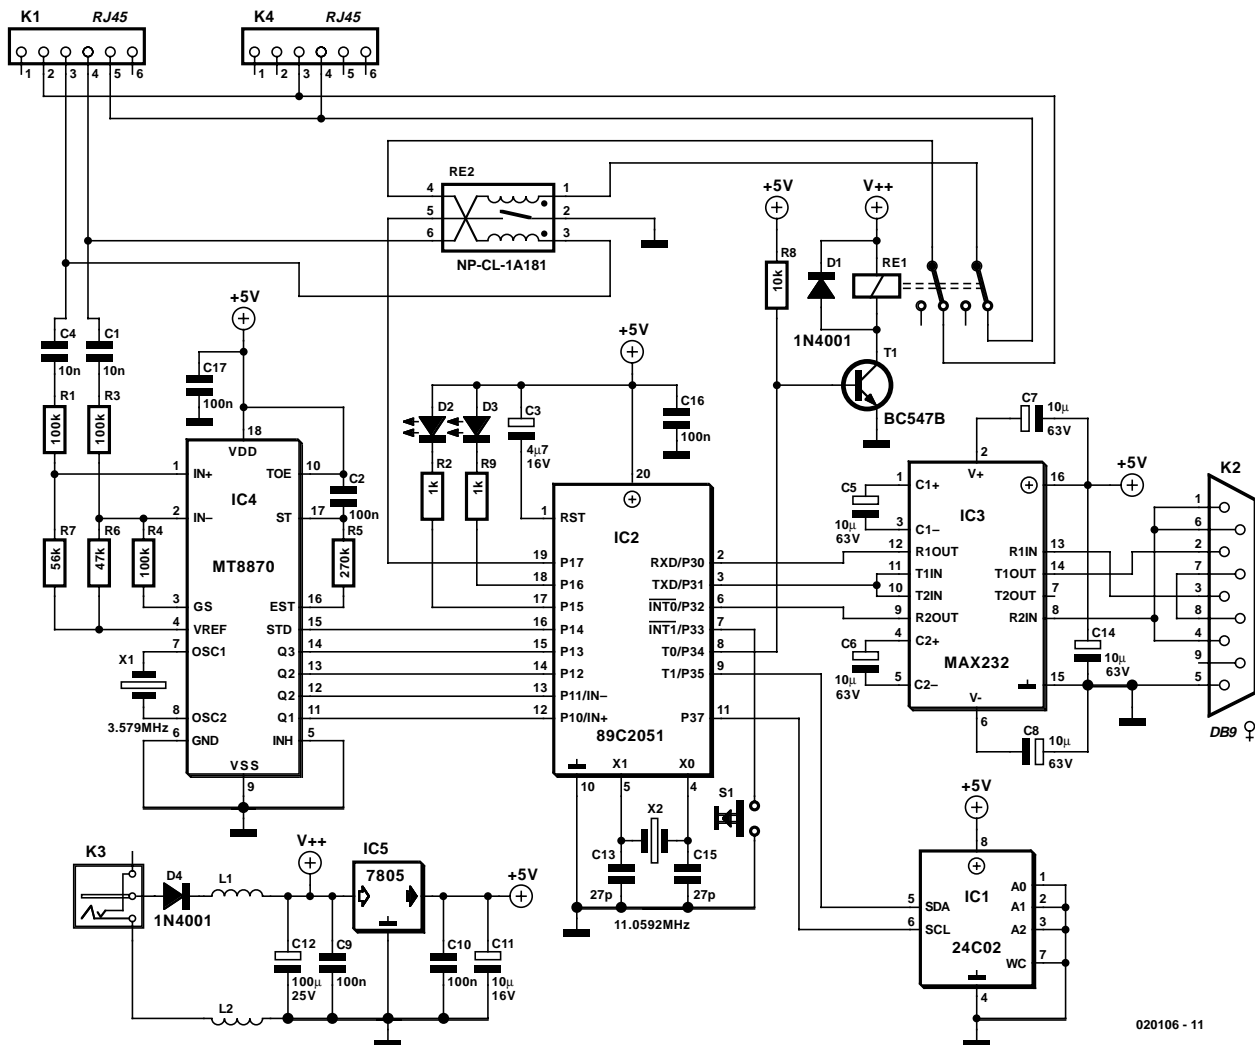 K1 RJ45
K4 RJ45
1 2 3 4 5 6
1 2 3 4 5 6
RE2
4 1
5 2
6 3
NP-CL-1A181
+5V
V++
R8
10k
D1
RE1
1N4001
T1
BC547B
+5V
C4
10n
C1
10n
C17
100n
R1
100k
R3
100k
+5V
D2
D3
C3
4µ7
16V
C16
100n
R2
1k
R9
1k
18
VDD
1 IN+ TOE 10
IC4
C2
100n
2 IN– ST 17
R7
56k
R6
47k
R4
100k
R5
270k
MT8870
3 GS EST 16
4 VREF STD 15
7 OSC1 Q3 14
Q2 13
Q2 12
8 OSC2 Q1 11
6 GND INH 5
VSS
9
X1
3.579MHz
20
1 RST
IC2
19 P17 RXD/P30 2
18 P16 TXD/P31 3
17 P15 INT0/P32 6
16 P14 INT1/P33 7
15 P13 T0/P34 8
14 P12 T1/P35 9
13 P11/IN–
12 P10/IN+ P37 11
89C2051
X1 X0
10 5 4
X2
C13
27p
C15
27p
11.0592MHz
S1
C7
10µ
63V
2
V+
1 C1+ 16
+5V
C5
10µ
63V
3 C1–
IC3
12 R1OUT R1IN 13
11 T1IN T1OUT 14
10 T2IN T2OUT 7
9 R2OUT R2IN 8
4 C2+
C6
10µ
63V
MAX232
5 C2– 15
V-
6
C14
10µ
63V
C8
10µ
63V
K2
1
6
2
7
3
8
4
9
5
DB9 ♀
K3
D4
1N4001
L1
V++
IC5
7805
+5V
C12
100µ
25V
C9
100n
C10
100n
C11
10µ
16V
L2
+5V
8
IC1
A0 1
5 SDA A1 2
6 SCL A2 3
24C02
WC 7
4
020106 - 11